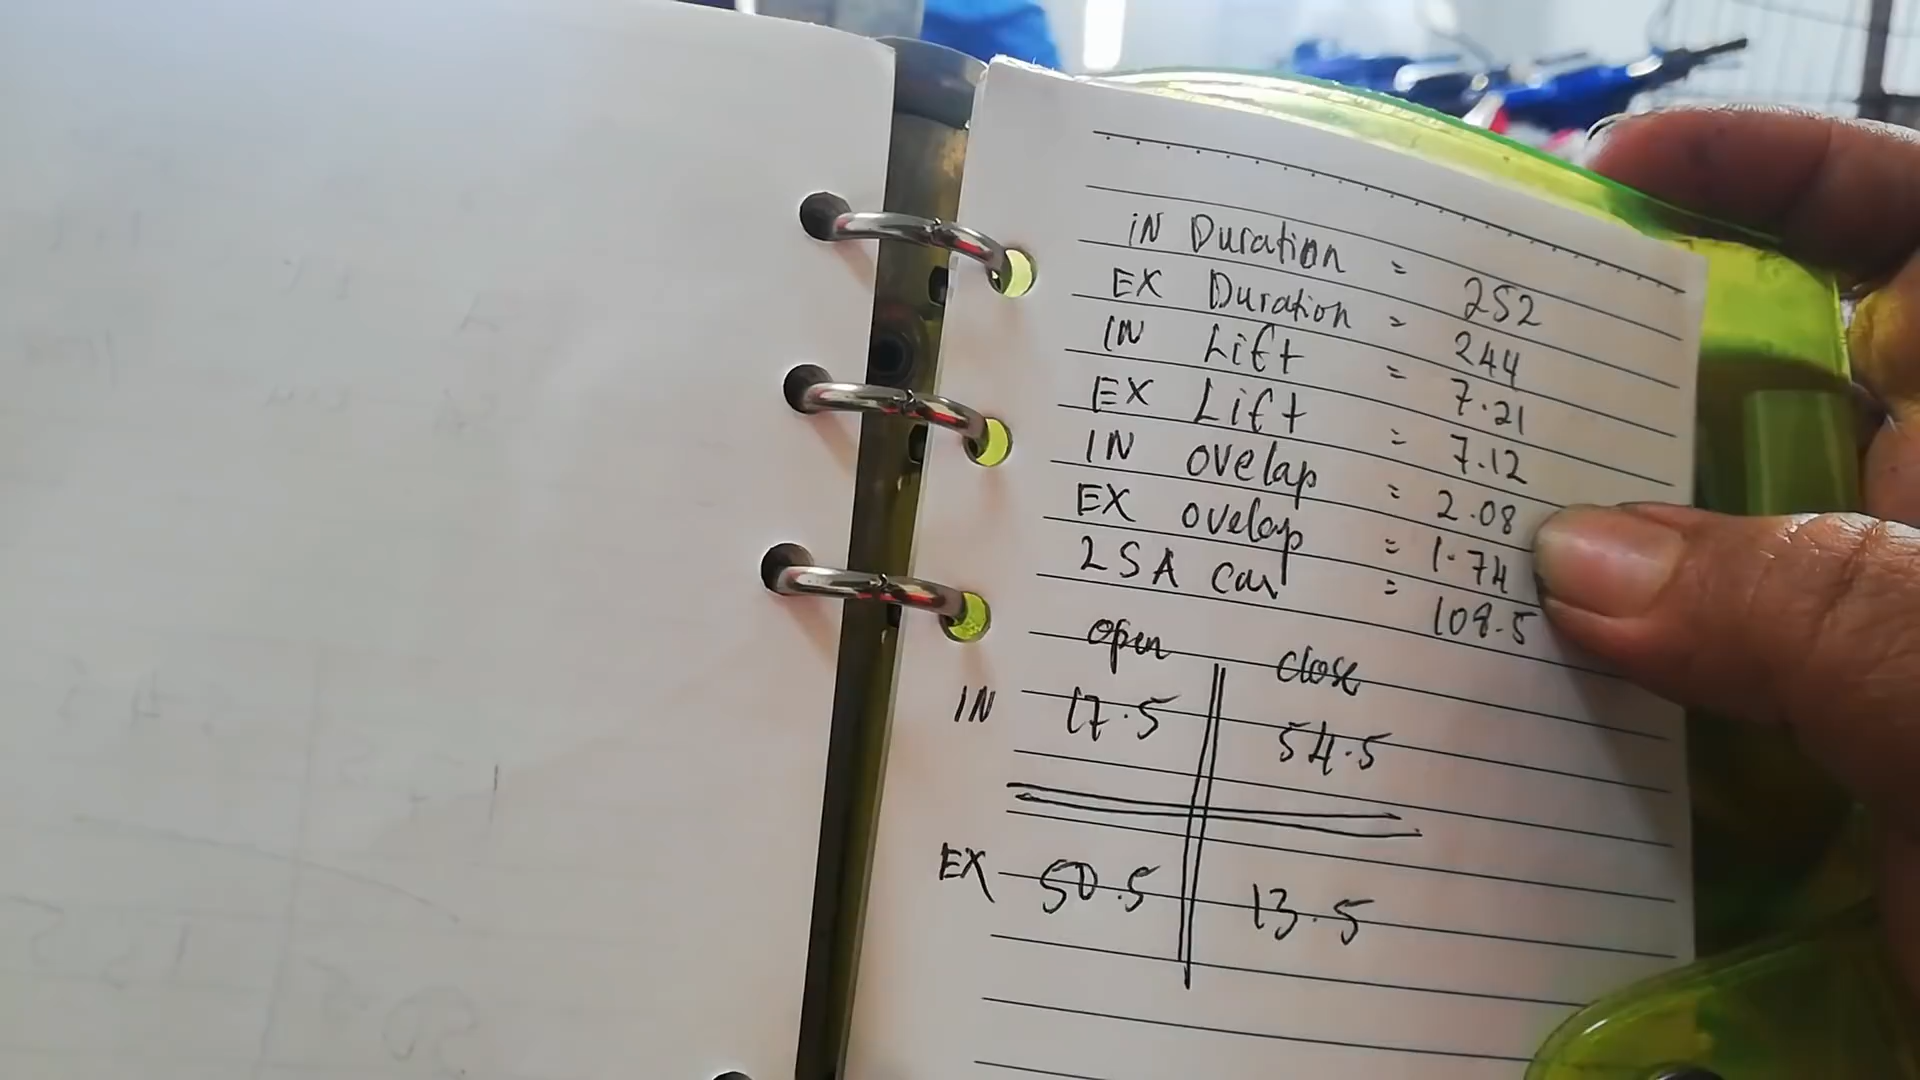 iN Duration = 252
EX Duration = 244
IN Lift = 7.21
EX Lift = 7.12
IN ovelap = 2.08
EX ovelap = 1.74
LSA car = 108.5
open close
IN 17.5 54.5
EX 50.5 13.5